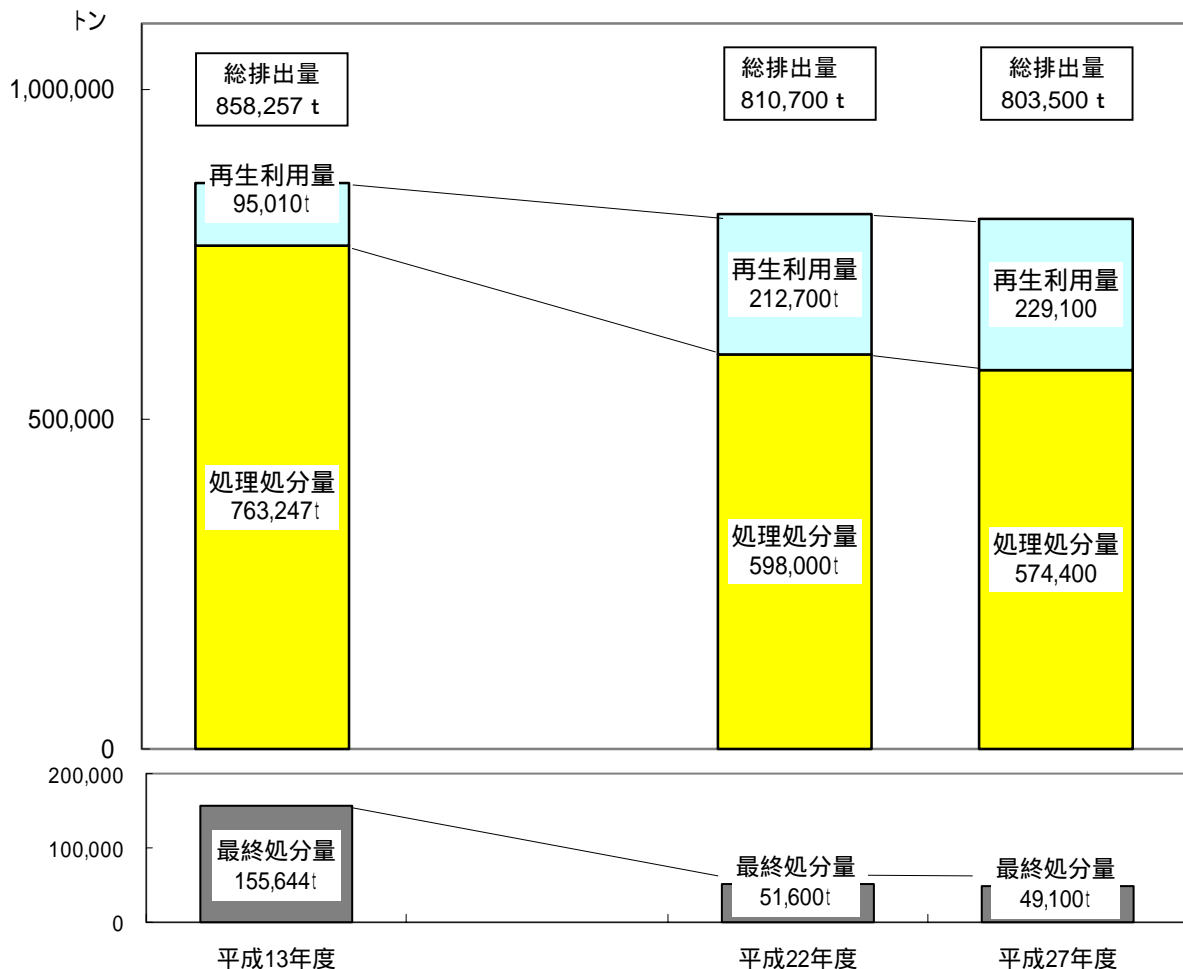 トン
総排出量
858,257 t
総排出量
810,700 t
総排出量
803,500 t
1,000,000
再生利用量
95,010t
再生利用量
212,700t
再生利用量
229,100
500,000
処理処分量
763,247t
処理処分量
598,000t
処理処分量
574,400
0
200,000
100,000
0
最終処分量
155,644t
最終処分量
51,600t
最終処分量
49,100t
平成13年度
平成22年度
平成27年度